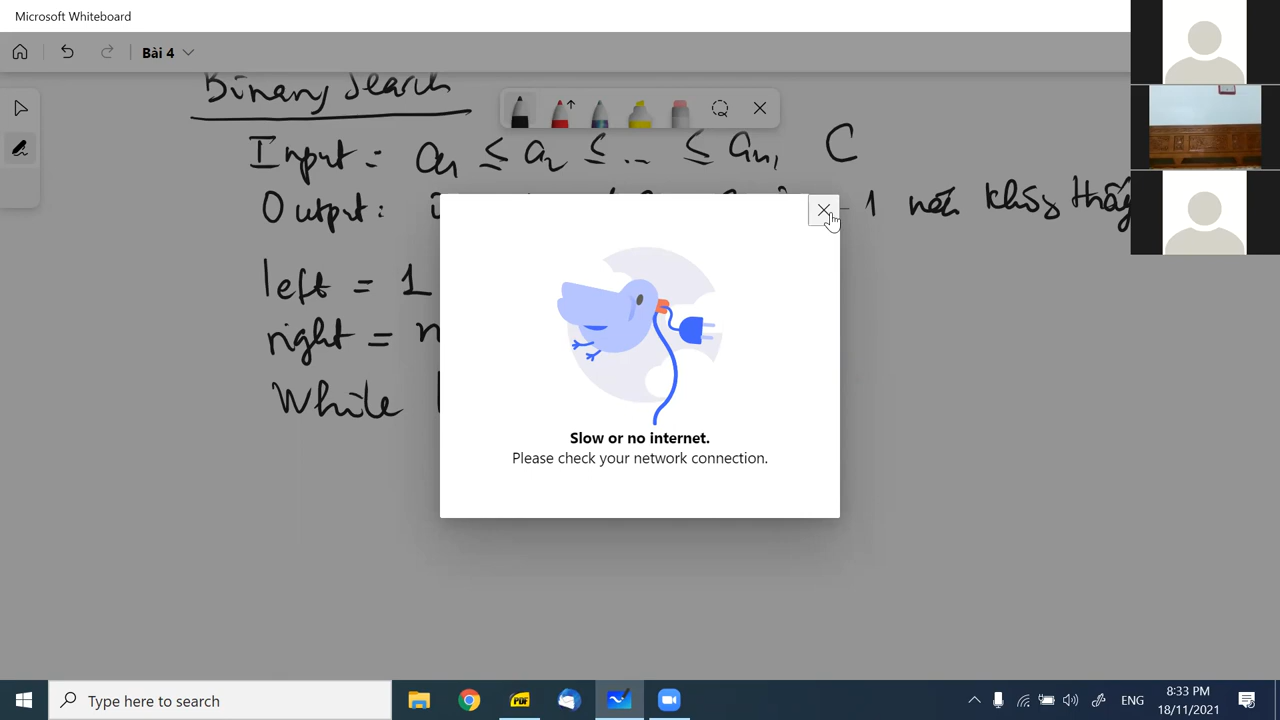 Microsoft Whiteboard
Bài 4
Binary Search
Input: a1 ≤ a2 ≤ ... ≤ an, C
Output: 1 nếu không thấy
left = 1
right = n
While
Slow or no internet.
Please check your network connection.
Type here to search
PDF
ENG
8:33 PM
18/11/2021